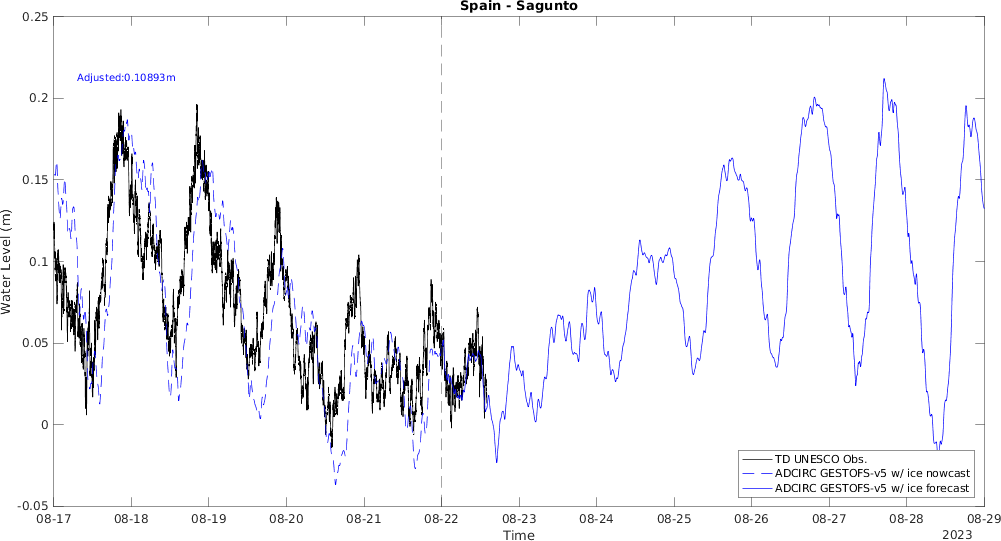 Spain - Sagunto
0.25
0.2
0.15
0.1
0.05
0
-0.05
Water Level (m)
Adjusted:0.10893m
TD UNESCO Obs.
ADCIRC GESTOFS-v5 w/ ice nowcast
ADCIRC GESTOFS-v5 w/ ice forecast
08-17 08-18 08-19 08-20 08-21 08-22 08-23 08-24 08-25 08-26 08-27 08-28 08-29
Time
2023